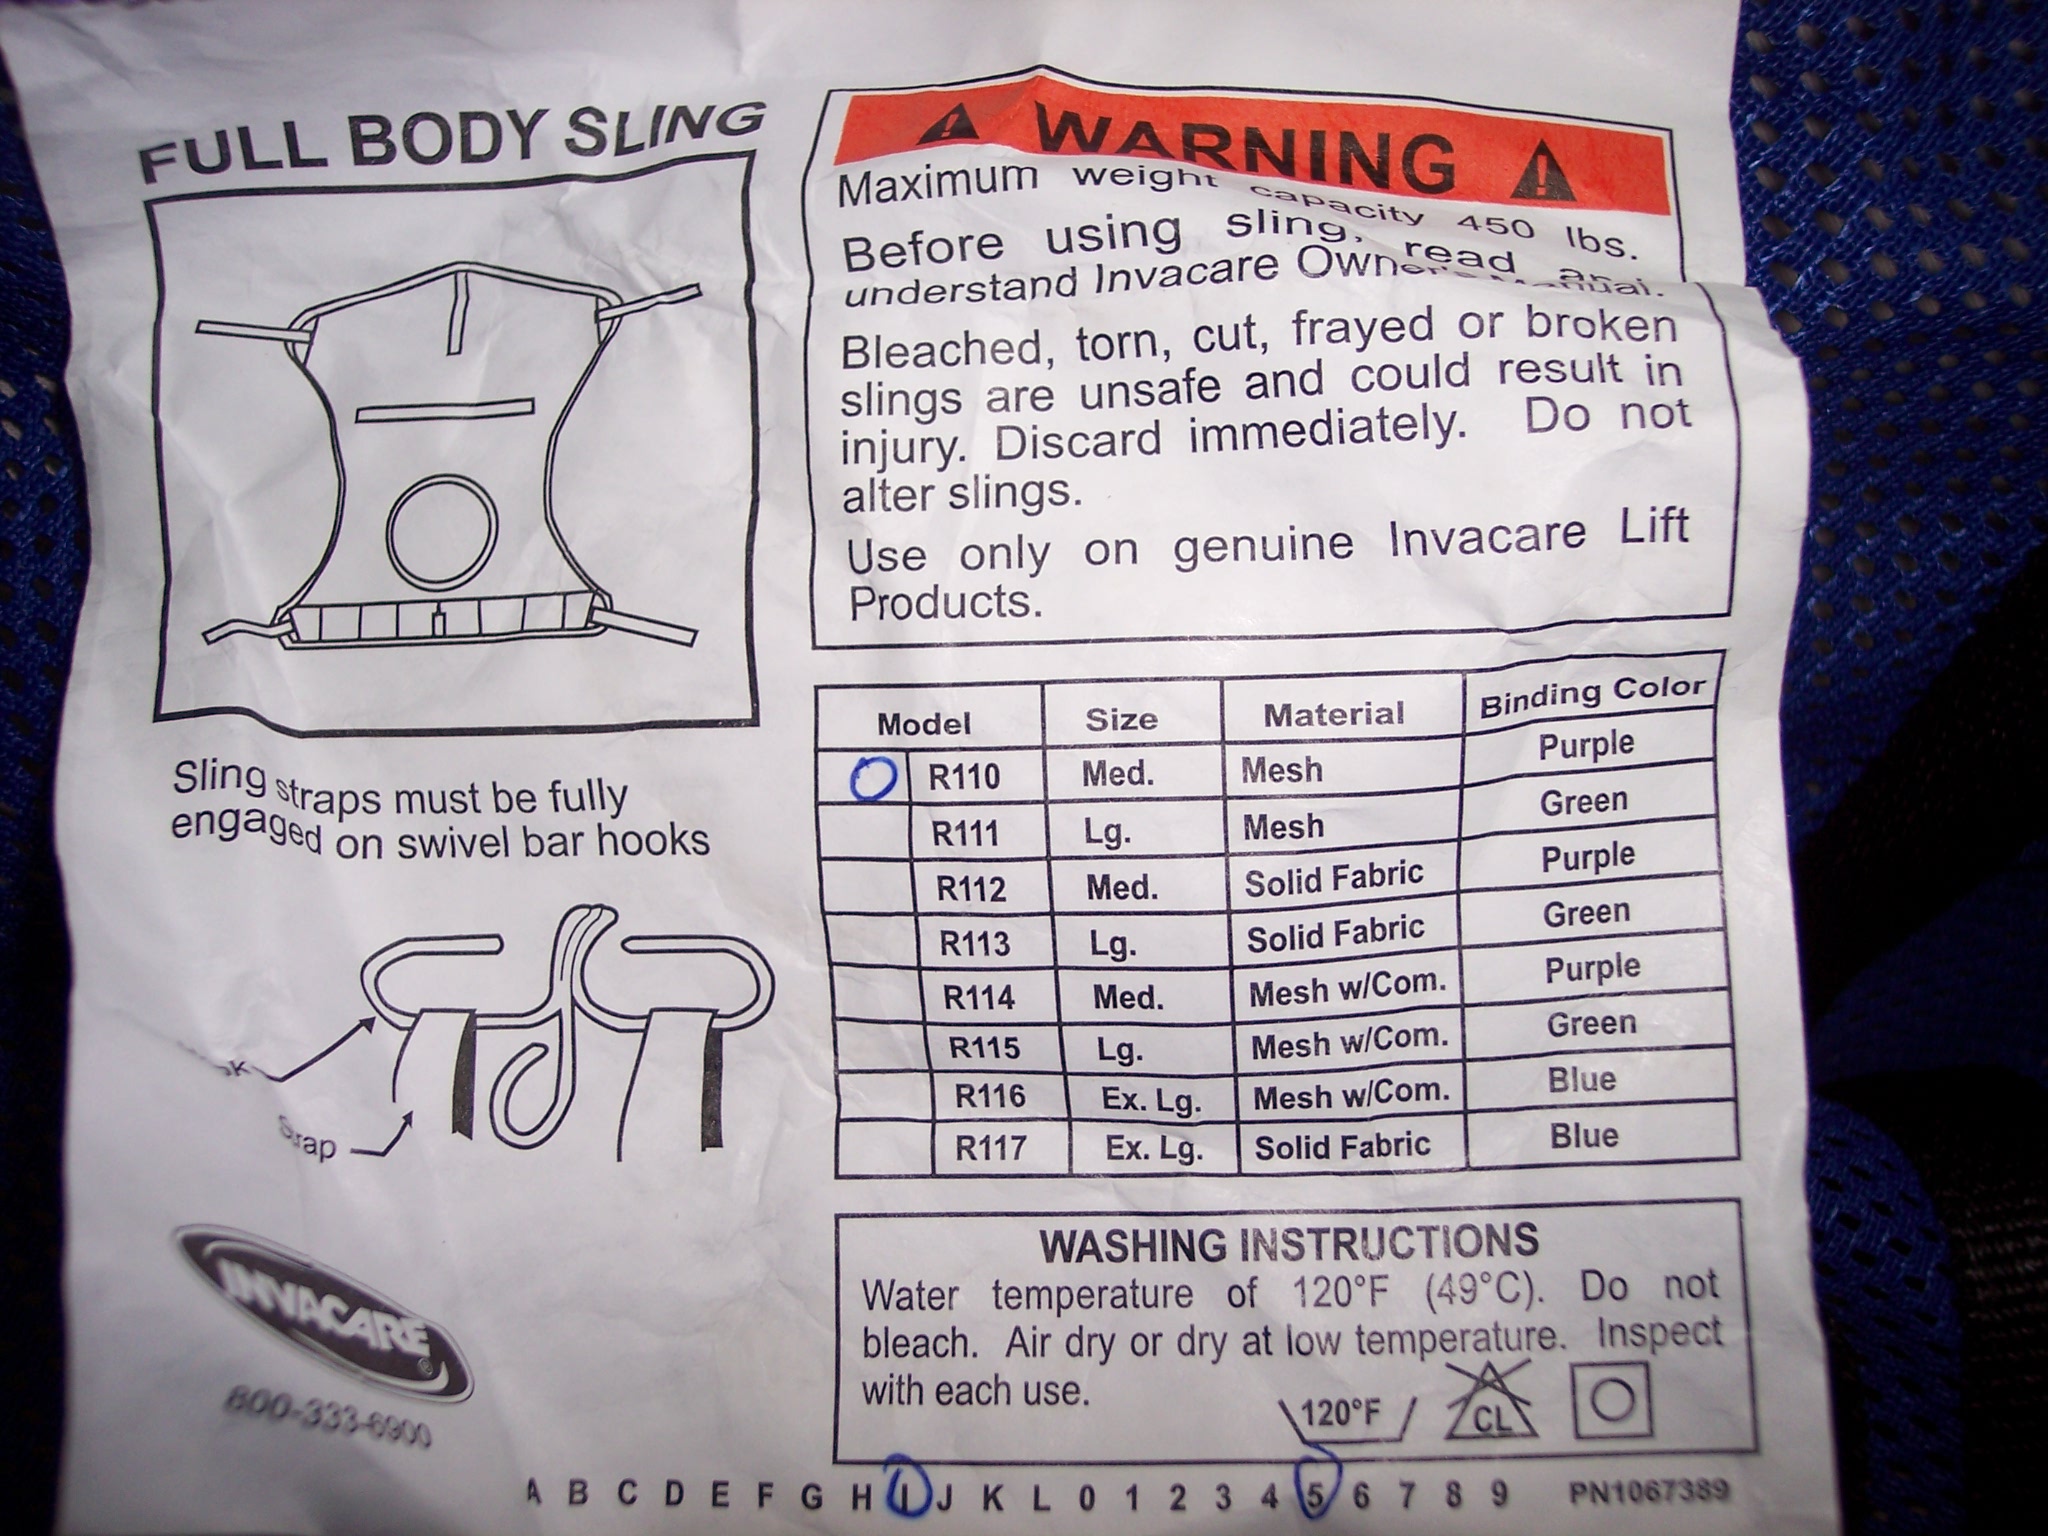 FULL BODY SLING
Sling straps must be fully
engaged on swivel bar hooks
Strap
INVACARE®
800-333-6900
WARNING
Maximum weight capacity 450 lbs.
Before using sling, read and
understand Invacare Owner's Manual.
Bleached, torn, cut, frayed or broken
slings are unsafe and could result in
injury. Discard immediately. Do not
alter slings.
Use only on genuine Invacare Lift
Products.
Model Size Material Binding Color
R110 Med. Mesh Purple
R111 Lg. Mesh Green
R112 Med. Solid Fabric Purple
R113 Lg. Solid Fabric Green
R114 Med. Mesh w/Com. Purple
R115 Lg. Mesh w/Com. Green
R116 Ex. Lg. Mesh w/Com. Blue
R117 Ex. Lg. Solid Fabric Blue
WASHING INSTRUCTIONS
Water temperature of 120°F (49°C). Do not
bleach. Air dry or dry at low temperature. Inspect
with each use.
120°F CL
A B C D E F G H I J K L 0 1 2 3 4 5 6 7 8 9 PN1067389